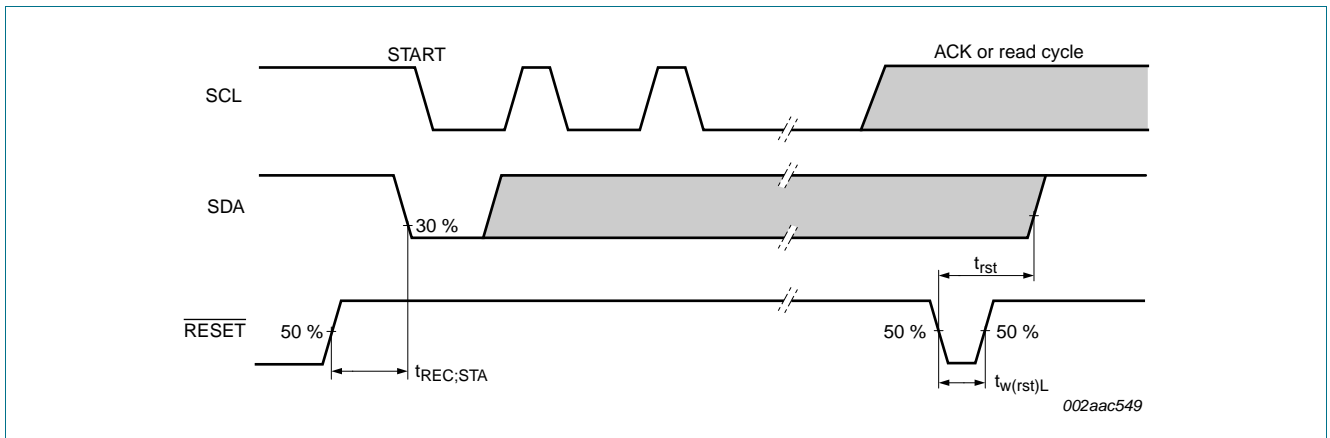 START
ACK or read cycle
SCL
SDA
30 %
t_rst
RESET
50 %
50 %
50 %
t_REC;STA
t_w(rst)L
002aac549